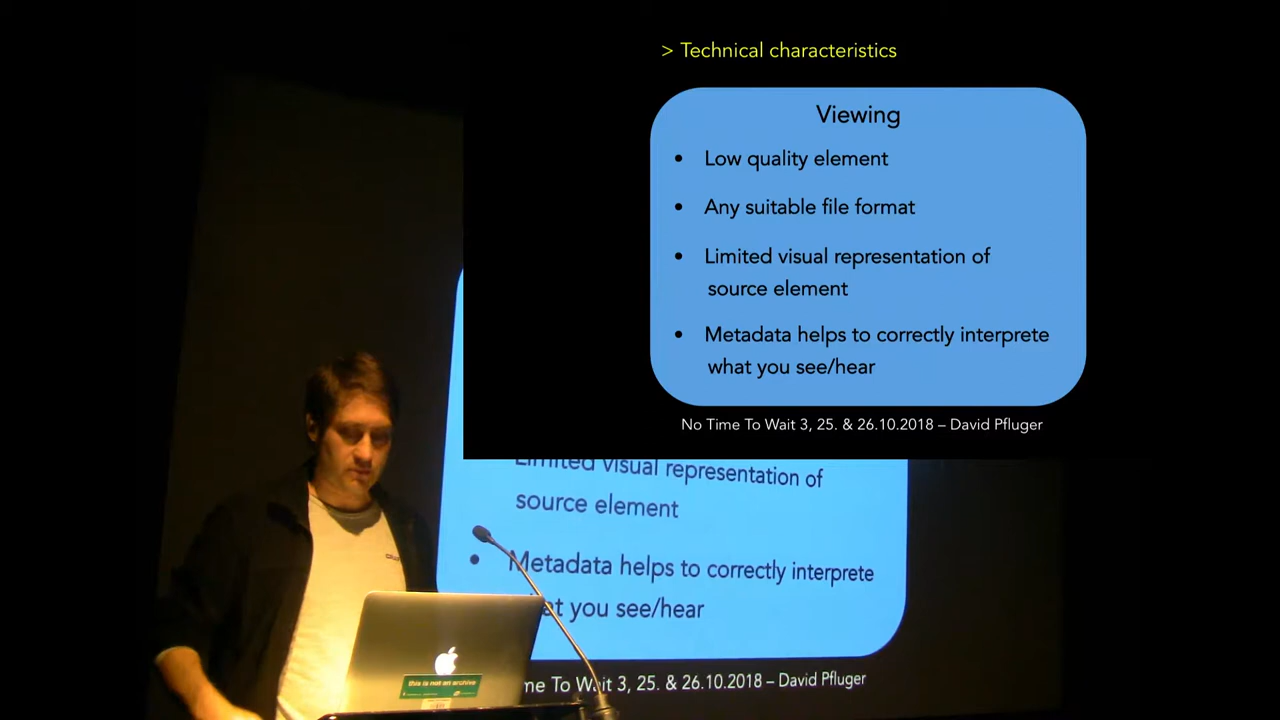 > Technical characteristics
Viewing
• Low quality element
• Any suitable file format
• Limited visual representation of
source element
• Metadata helps to correctly interprete
what you see/hear
No Time To Wait 3, 25. & 26.10.2018 – David Pfluger
Limited visual representation of
source element
• Metadata helps to correctly interprete
you see/hear
Time To Wait 3, 25. & 26.10.2018 – David Pfluger
this is not an archive